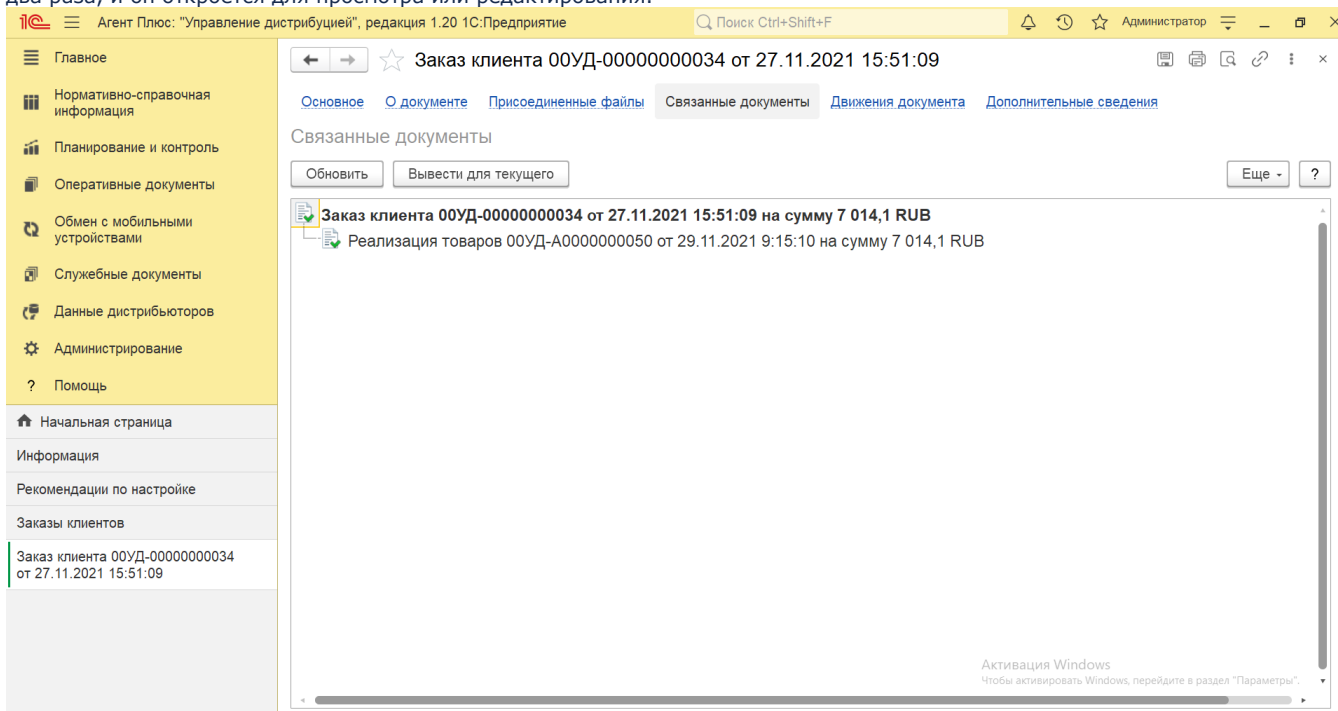 два раза, и он откроется для просмотра или редактирования.
1С Агент Плюс: "Управление дистрибуцией", редакция 1.20 1С:Предприятие
Поиск Ctrl+Shift+F
Администратор
Главное
Нормативно-справочная
информация
Планирование и контроль
Оперативные документы
Обмен с мобильными
устройствами
Служебные документы
Данные дистрибьюторов
Администрирование
? Помощь
Начальная страница
Информация
Рекомендации по настройке
Заказы клиентов
Заказ клиента 00УД-00000000034
от 27.11.2021 15:51:09
Заказ клиента 00УД-00000000034 от 27.11.2021 15:51:09
Основное О документе Присоединенные файлы Связанные документы Движения документа Дополнительные сведения
Связанные документы
Обновить Вывести для текущего Еще ?
Заказ клиента 00УД-00000000034 от 27.11.2021 15:51:09 на сумму 7 014,1 RUB
Реализация товаров 00УД-А0000000050 от 29.11.2021 9:15:10 на сумму 7 014,1 RUB
Активация Windows
Чтобы активировать Windows, перейдите в раздел "Параметры".